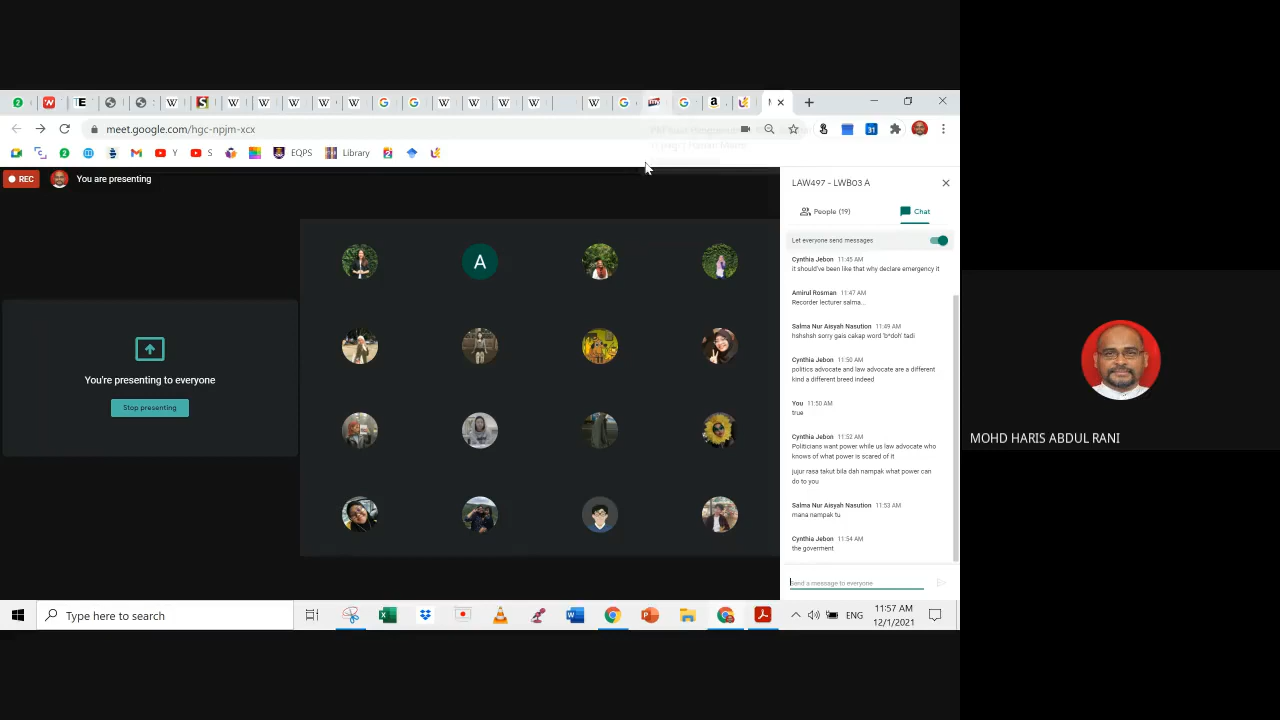 meet.google.com/hgc-npjm-xcx
EQPS
Library
REC
You are presenting
A
You're presenting to everyone
Stop presenting
LAW497 - LWB03 A
People (19)
Chat
Let everyone send messages
Cynthia Jebon 11:45 AM
it should've been like that why declare emergency it
Amirul Rosman 11:47 AM
Recorder lecturer salma...
Salma Nur Aisyah Nasution 11:49 AM
hshshsh sorry gais cakap word 'b*doh' tadi
Cynthia Jebon 11:50 AM
politics advocate and law advocate are a different
kind a different breed indeed
You 11:50 AM
true
Cynthia Jebon 11:52 AM
Politicians want power while us law advocate who
knows of what power is scared of it
jujur rasa takut bila dah nampak what power can
do to you
Salma Nur Aisyah Nasution 11:53 AM
mana nampak tu
Cynthia Jebon 11:54 AM
the goverment
Send a message to everyone
MOHD HARIS ABDUL RANI
Type here to search
ENG
11:57 AM
12/1/2021